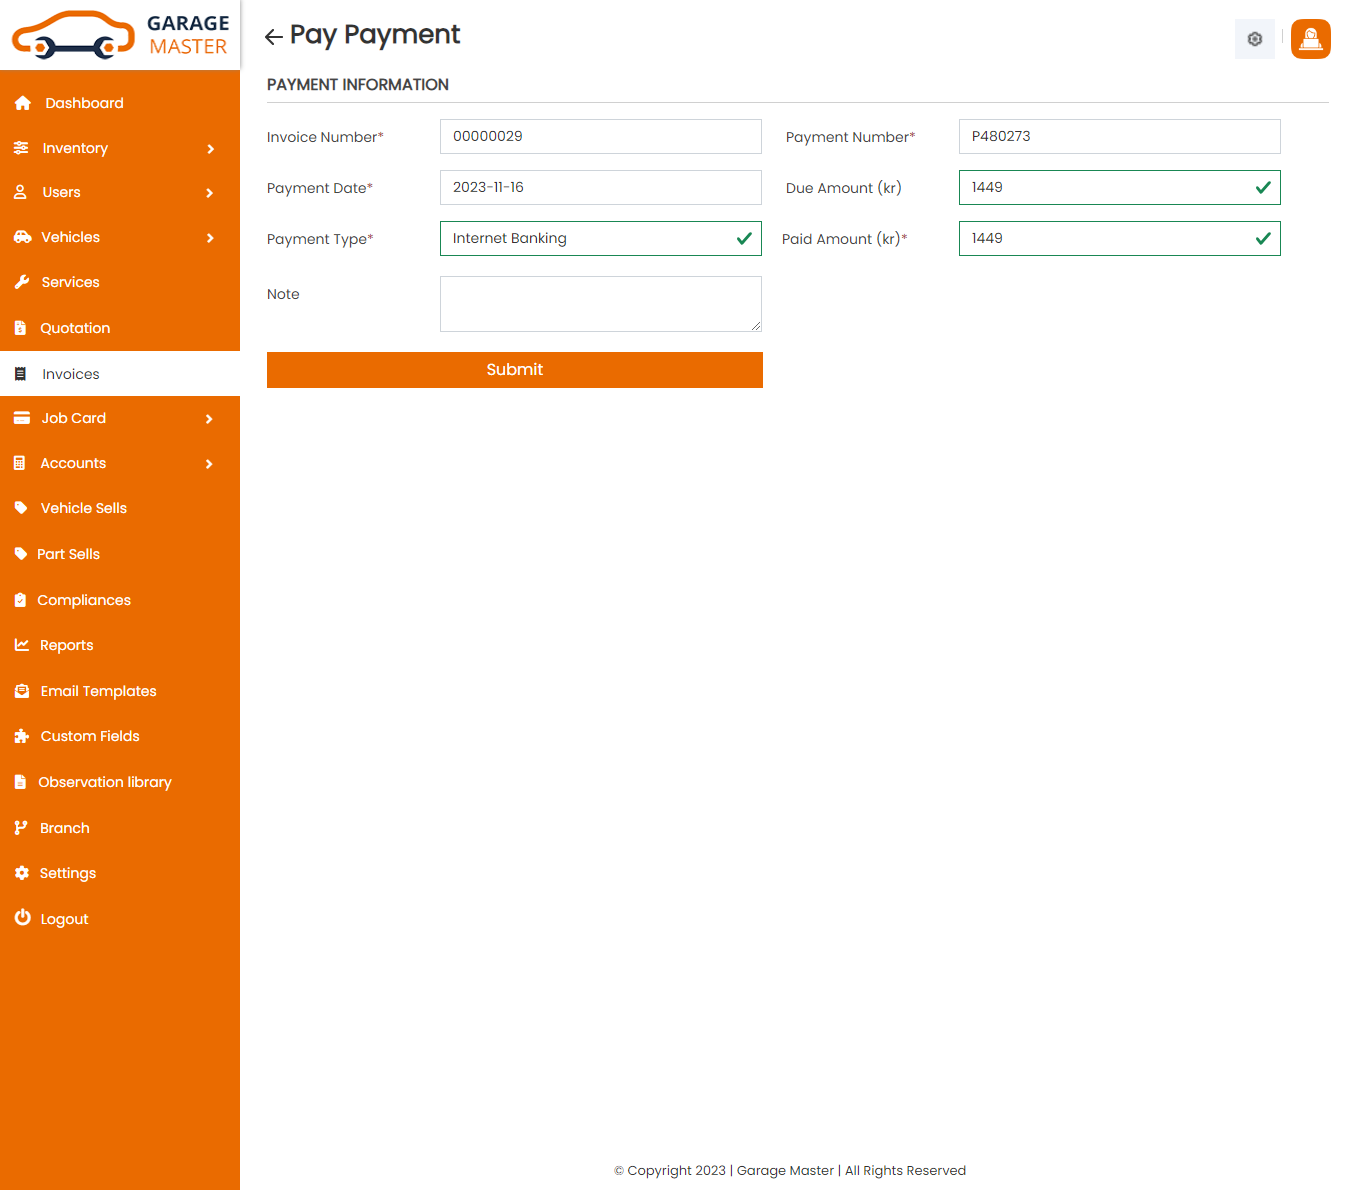 GARAGE
MASTER
Dashboard
Inventory
Users
Vehicles
Services
Quotation
Invoices
Job Card
Accounts
Vehicle Sells
Part Sells
Compliances
Reports
Email Templates
Custom Fields
Observation library
Branch
Settings
Logout
Pay Payment
PAYMENT INFORMATION
Invoice Number* 00000029 Payment Number* P480273
Payment Date* 2023-11-16 Due Amount (kr) 1449
Payment Type* Internet Banking Paid Amount (kr)* 1449
Note
Submit
© Copyright 2023 | Garage Master | All Rights Reserved